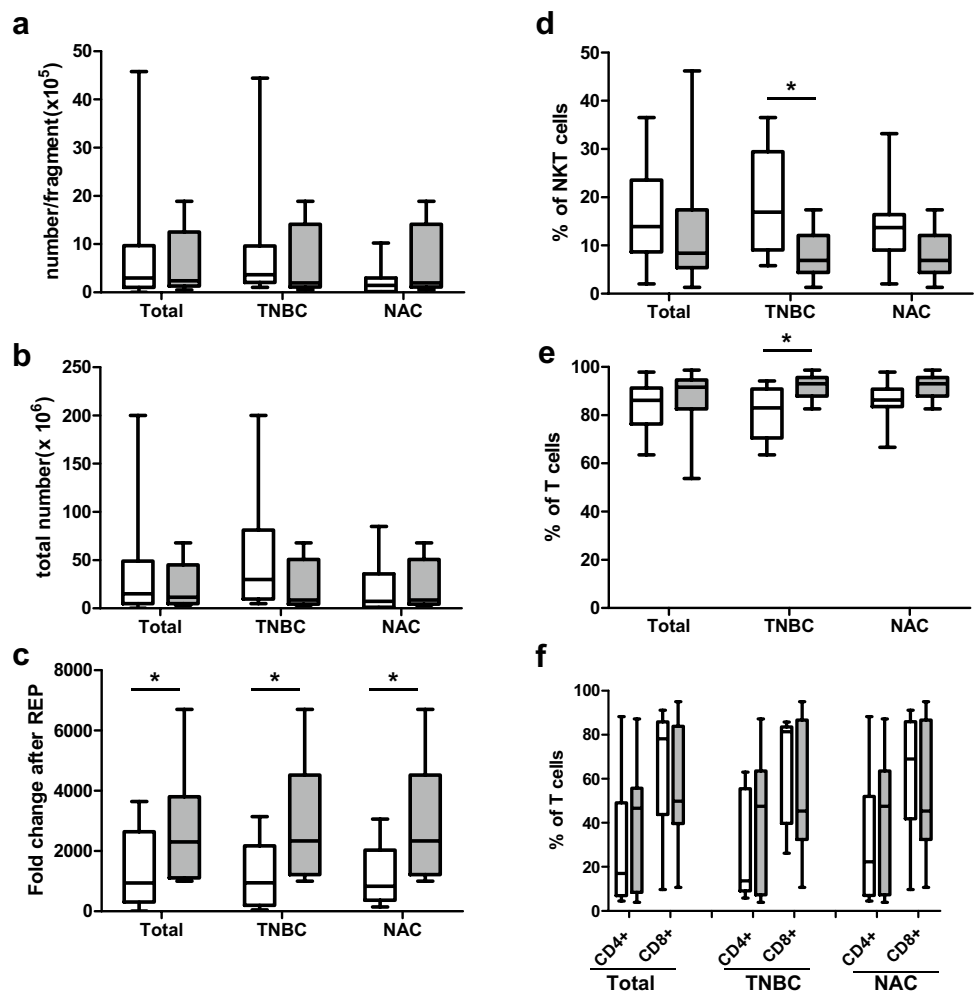 a
number/fragment(x10⁵)
50
40
30
20
10
0
Total TNBC NAC
b
total number(x 10⁶)
250
200
150
100
50
0
Total TNBC NAC
c
Fold change after REP
8000
6000
4000
2000
0
* * *
Total TNBC NAC
d
% of NKT cells
50
40
30
20
10
0
*
Total TNBC NAC
e
% of T cells
100
80
60
80
20
0
*
Total TNBC NAC
f
% of T cells
100
80
60
40
20
0
CD4+ CD8+ CD4+ CD8+ CD4+ CD8+
Total TNBC NAC